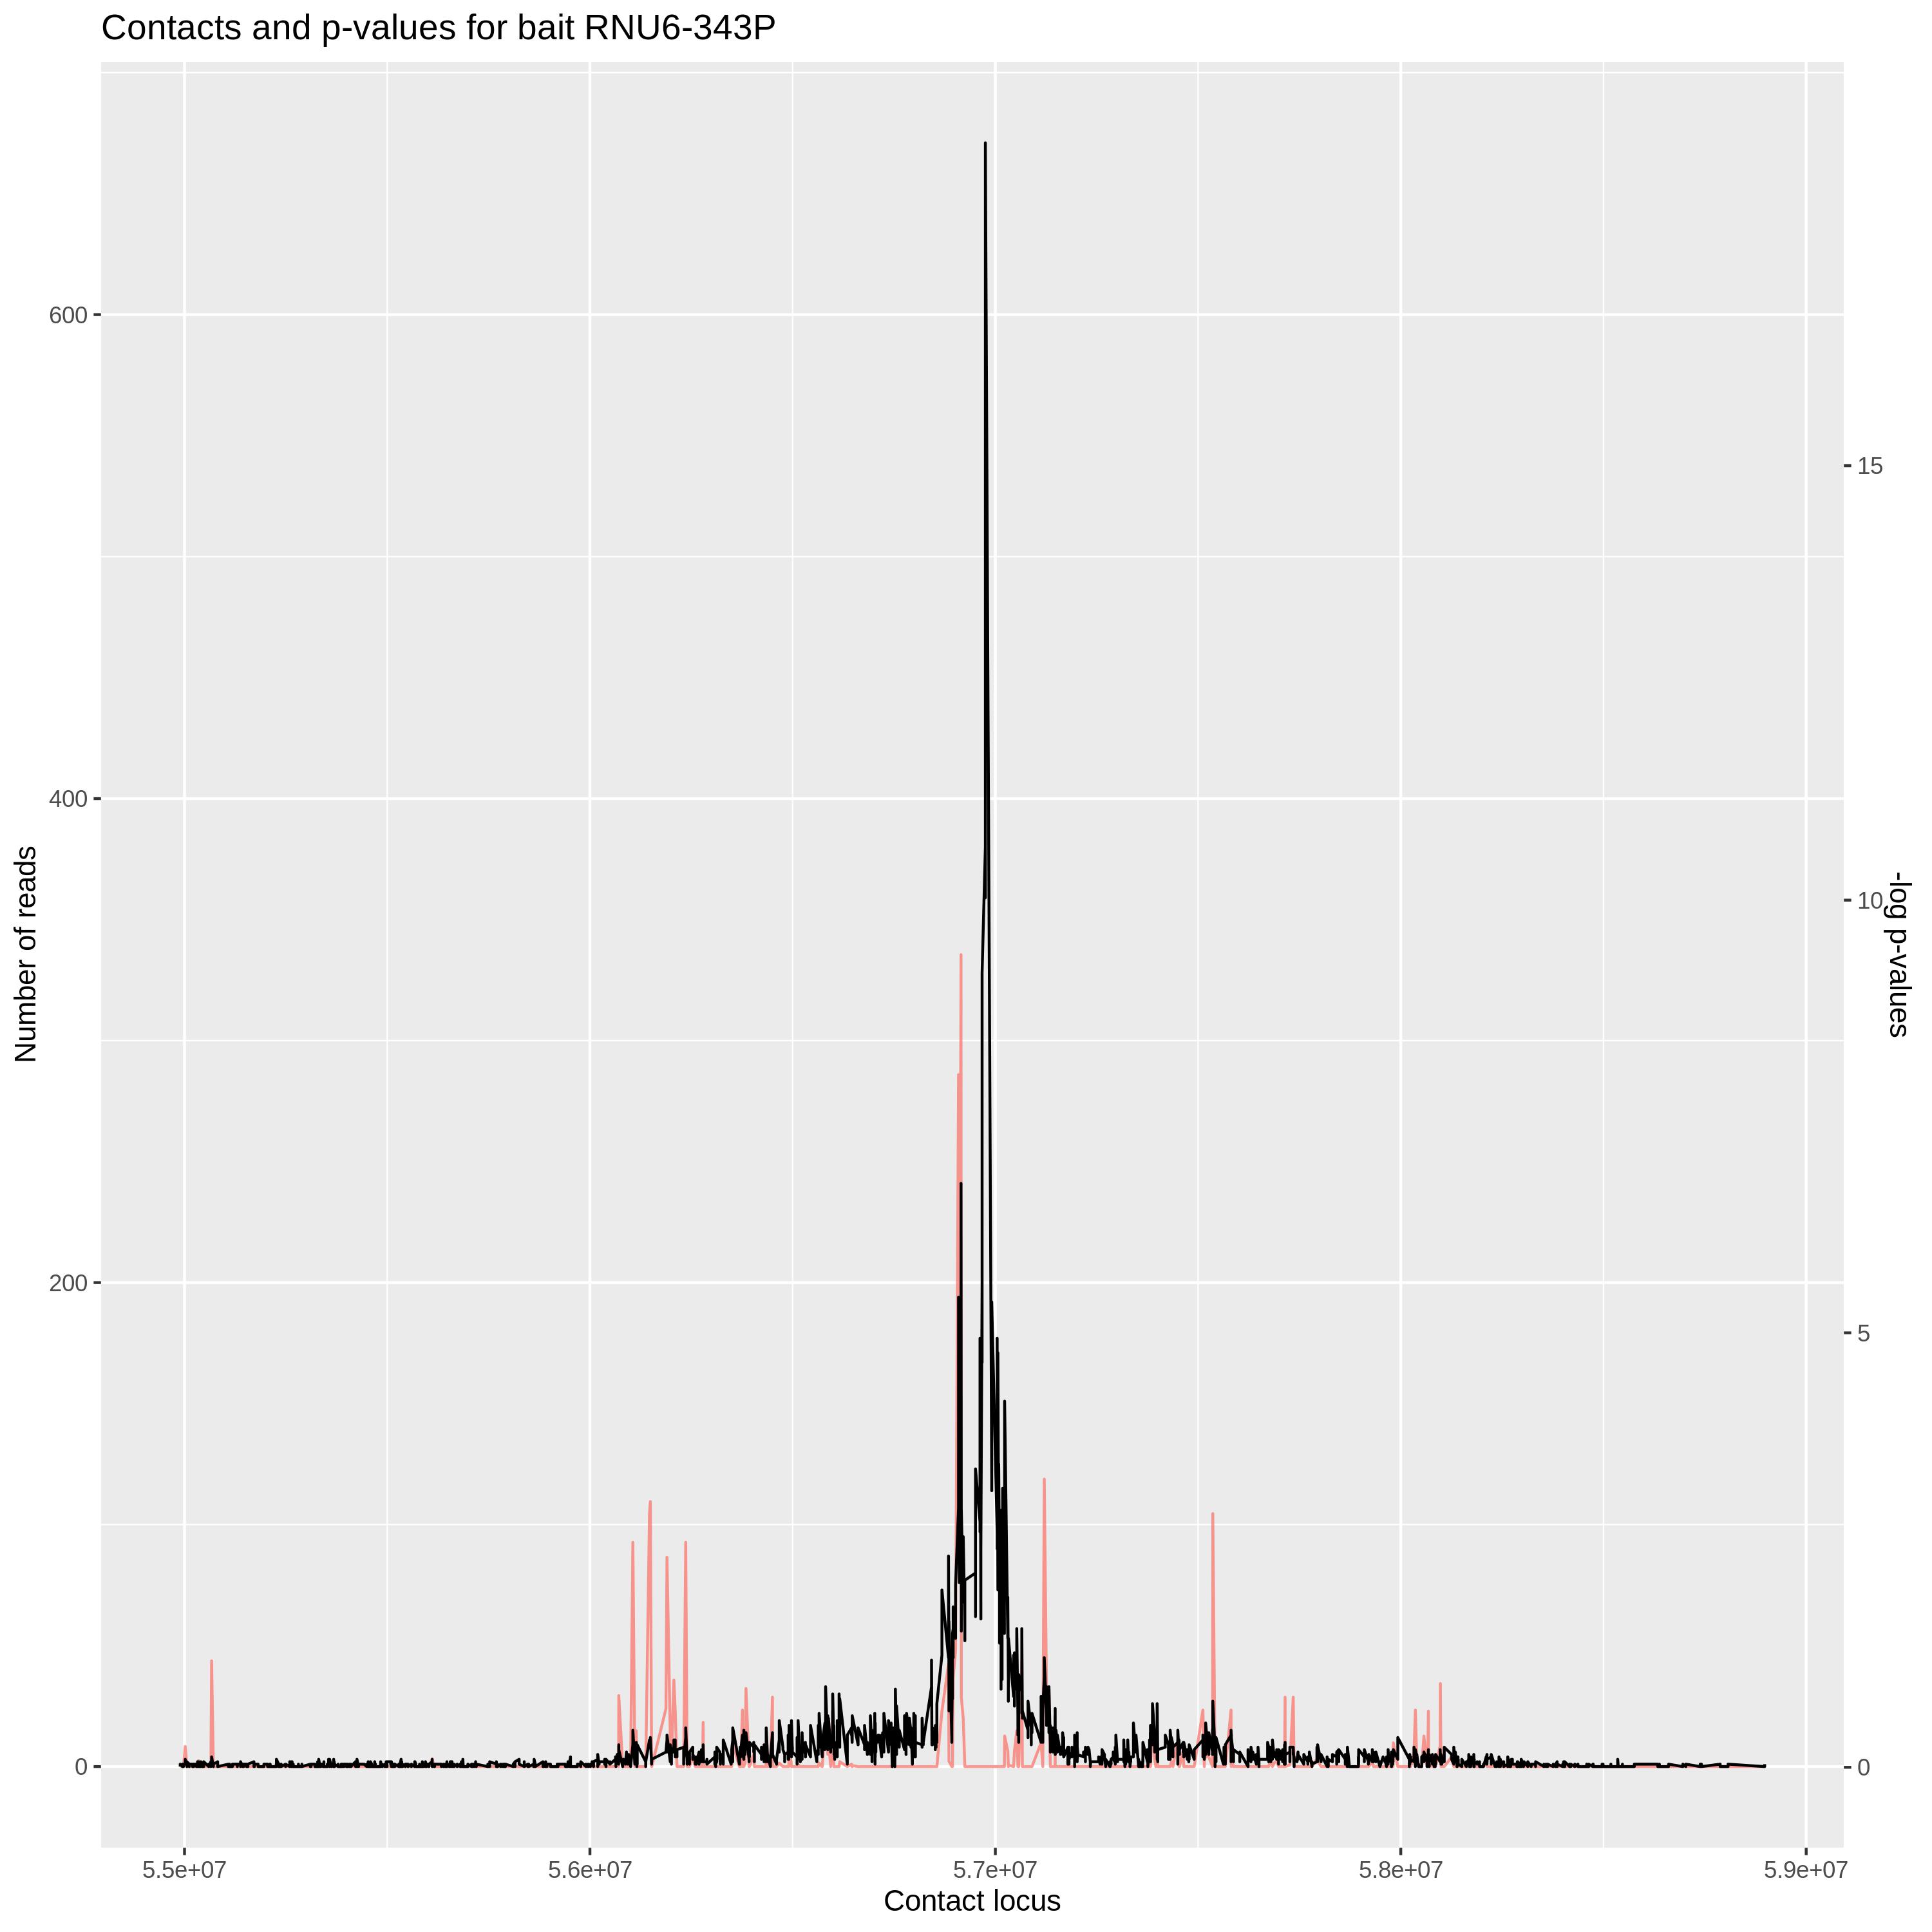 Contacts and p-values for bait RNU6-343P
Number of reads
600
400
200
0
15
10
5
0
-log p-values
5.5e+07
5.6e+07
5.7e+07
5.8e+07
5.9e+07
Contact locus